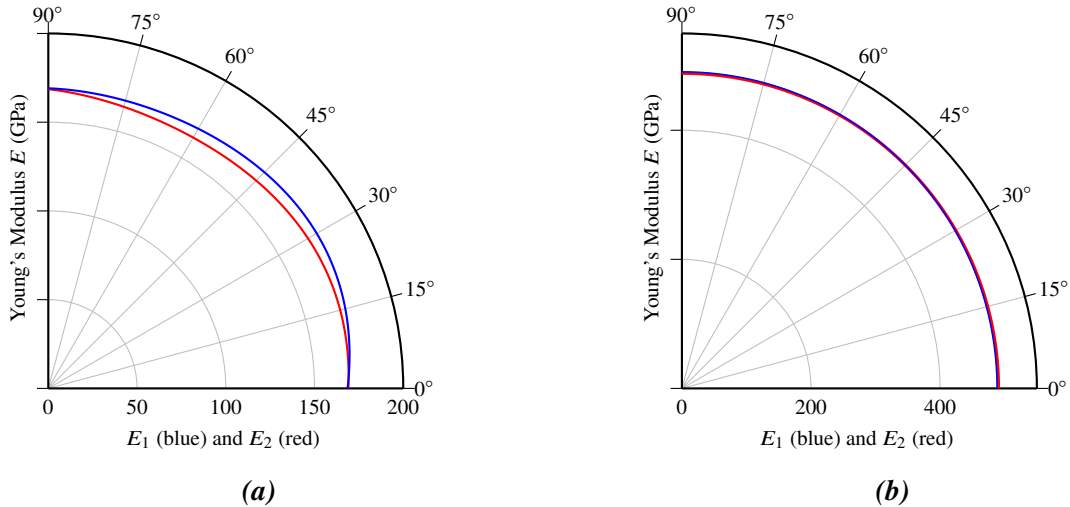 90°
75°
60°
45°
30°
15°
0°
Young's Modulus E (GPa)
0 50 100 150 200
E1 (blue) and E2 (red)
(a)
90°
75°
60°
45°
30°
15°
0°
Young's Modulus E (GPa)
0 200 400
E1 (blue) and E2 (red)
(b)